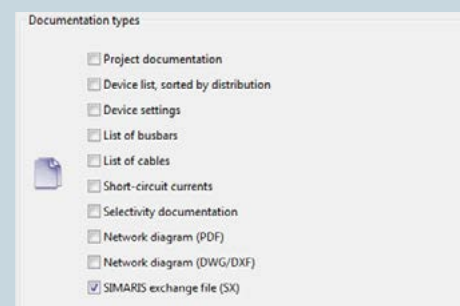 Documentation types
Project documentation
Device list, sorted by distribution
Device settings
List of busbars
List of cables
Short-circuit currents
Selectivity documentation
Network diagram (PDF)
Network diagram (DWG/DXF)
SIMARIS exchange file (SX)